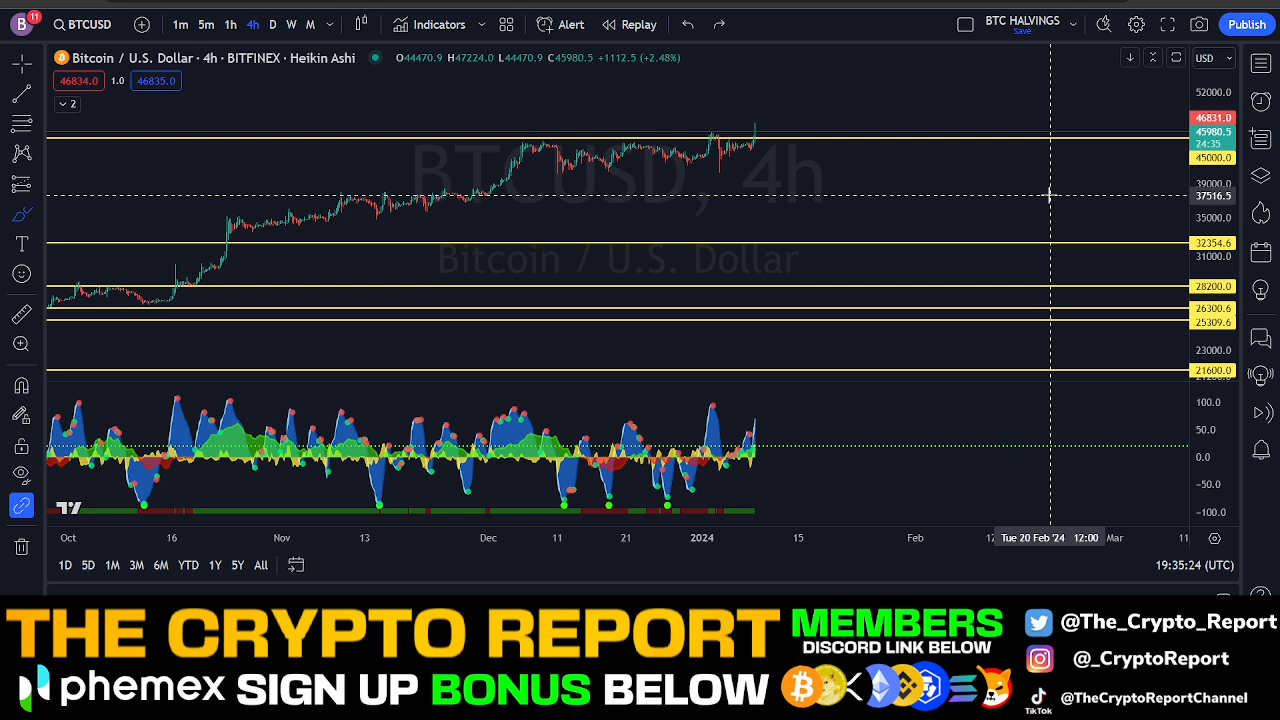 B 11 BTCUSD 1m 5m 1h 4h D W M Indicators Alert Replay BTC HALVINGS Save Publish
Bitcoin / U.S. Dollar · 4h · BITFINEX · Heikin Ashi O44470.9 H47224.0 L44470.9 C45980.5 +1112.5 (+2.48%) USD
46834.0 1.0 46835.0
2
52000.0
46831.0
45980.5
24:35
45000.0
39000.0
37516.5
35000.0
32354.6
31000.0
28200.0
26300.6
25309.6
23000.0
21600.0
BTCUSD, 4h
Bitcoin / U.S. Dollar
100.0
50.0
0.0
−50.0
−100.0
Oct 16 Nov 13 Dec 11 21 2024 15 Feb 12 Tue 20 Feb '24 12:00 Mar 11
1D 5D 1M 3M 6M YTD 1Y 5Y All 19:35:24 (UTC)
THE CRYPTO REPORT
phemex SIGN UP BONUS BELOW
MEMBERS
DISCORD LINK BELOW
@The_Crypto_Report
@_CryptoReport
TikTok @TheCryptoReportChannel